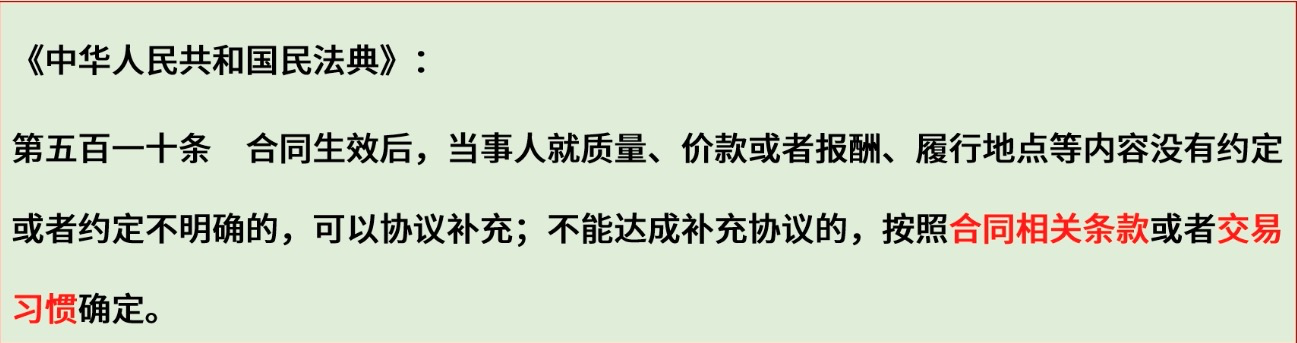 《中华人民共和国民法典》：
第五百一十条　合同生效后，当事人就质量、价款或者报酬、履行地点等内容没有约定
或者约定不明确的，可以协议补充；不能达成补充协议的，按照合同相关条款或者交易
习惯确定。